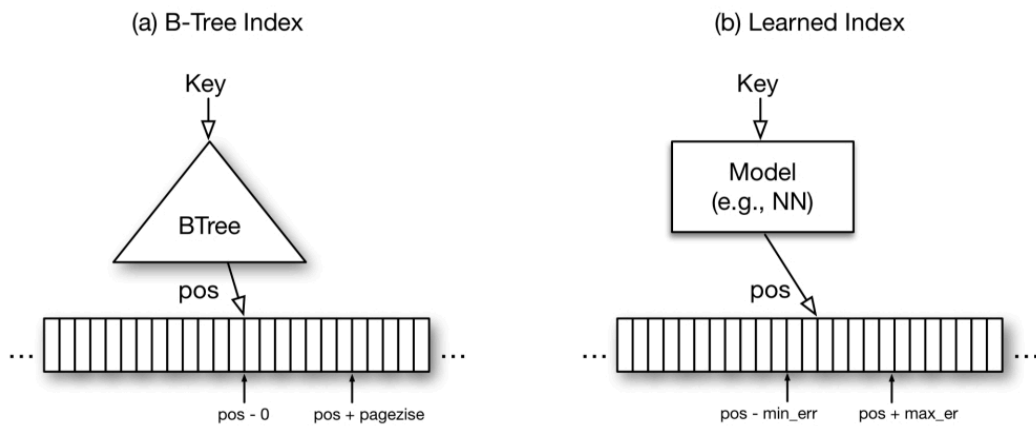 (a) B-Tree Index
Key
BTree
pos
...
...
pos - 0
pos + pagezise
(b) Learned Index
Key
Model
(e.g., NN)
pos
...
...
pos - min_err
pos + max_er